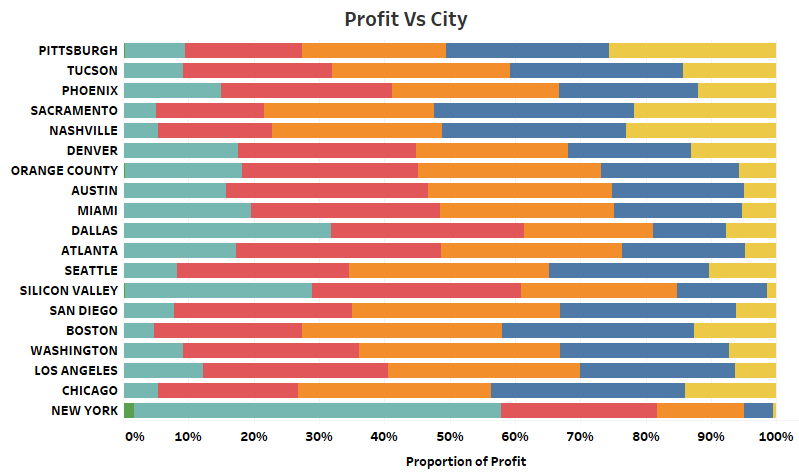 Profit Vs City
PITTSBURGH
TUCSON
PHOENIX
SACRAMENTO
NASHVILLE
DENVER
ORANGE COUNTY
AUSTIN
MIAMI
DALLAS
ATLANTA
SEATTLE
SILICON VALLEY
SAN DIEGO
BOSTON
WASHINGTON
LOS ANGELES
CHICAGO
NEW YORK
0% 10% 20% 30% 40% 50% 60% 70% 80% 90% 100%
Proportion of Profit